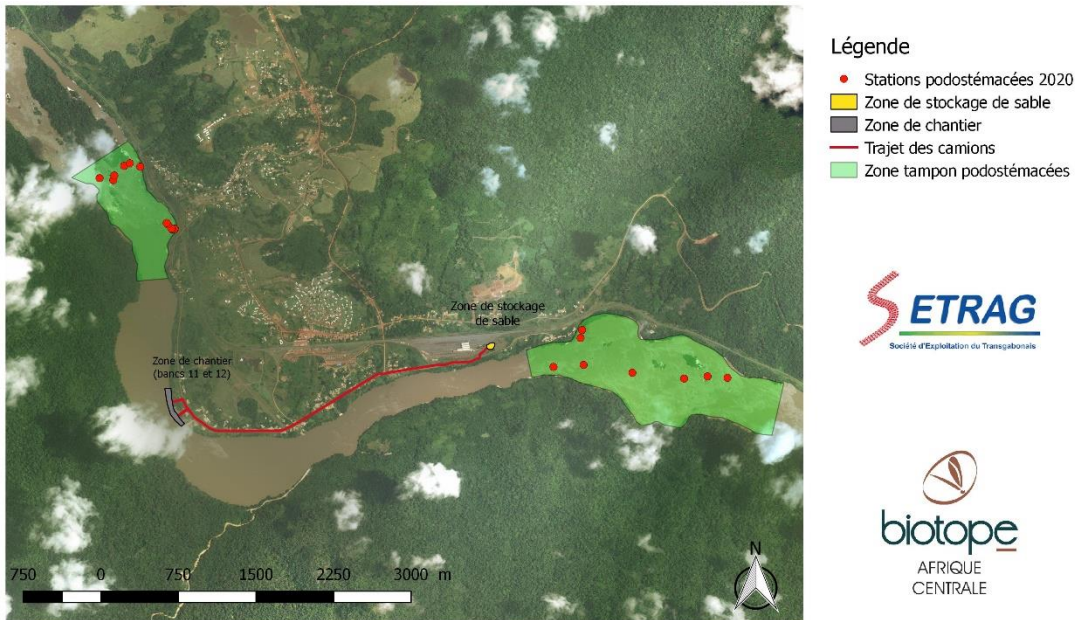 Légende
Stations podostémacées 2020
Zone de stockage de sable
Zone de chantier
Trajet des camions
Zone tampon podostémacées
Zone de stockage
de sable
Zone de chantier
(bancs 11 et 12)
SETRAG
Société d'Exploitation du Transgabonais
biotope
AFRIQUE
CENTRALE
N
750 0 750 1500 2250 3000 m